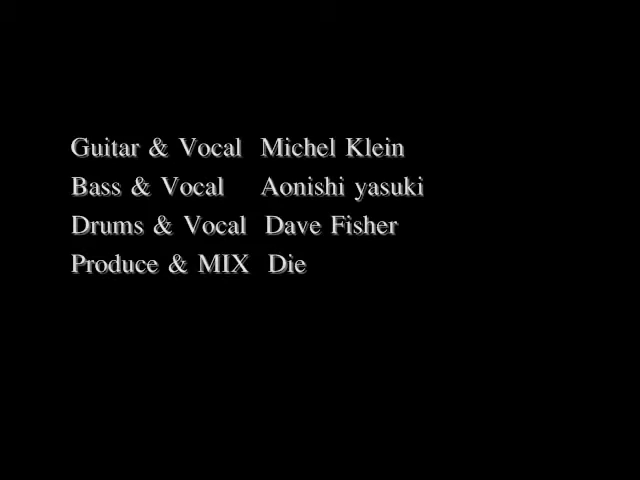 Guitar & Vocal Michel Klein
Bass & Vocal Aonishi yasuki
Drums & Vocal Dave Fisher
Produce & MIX Die